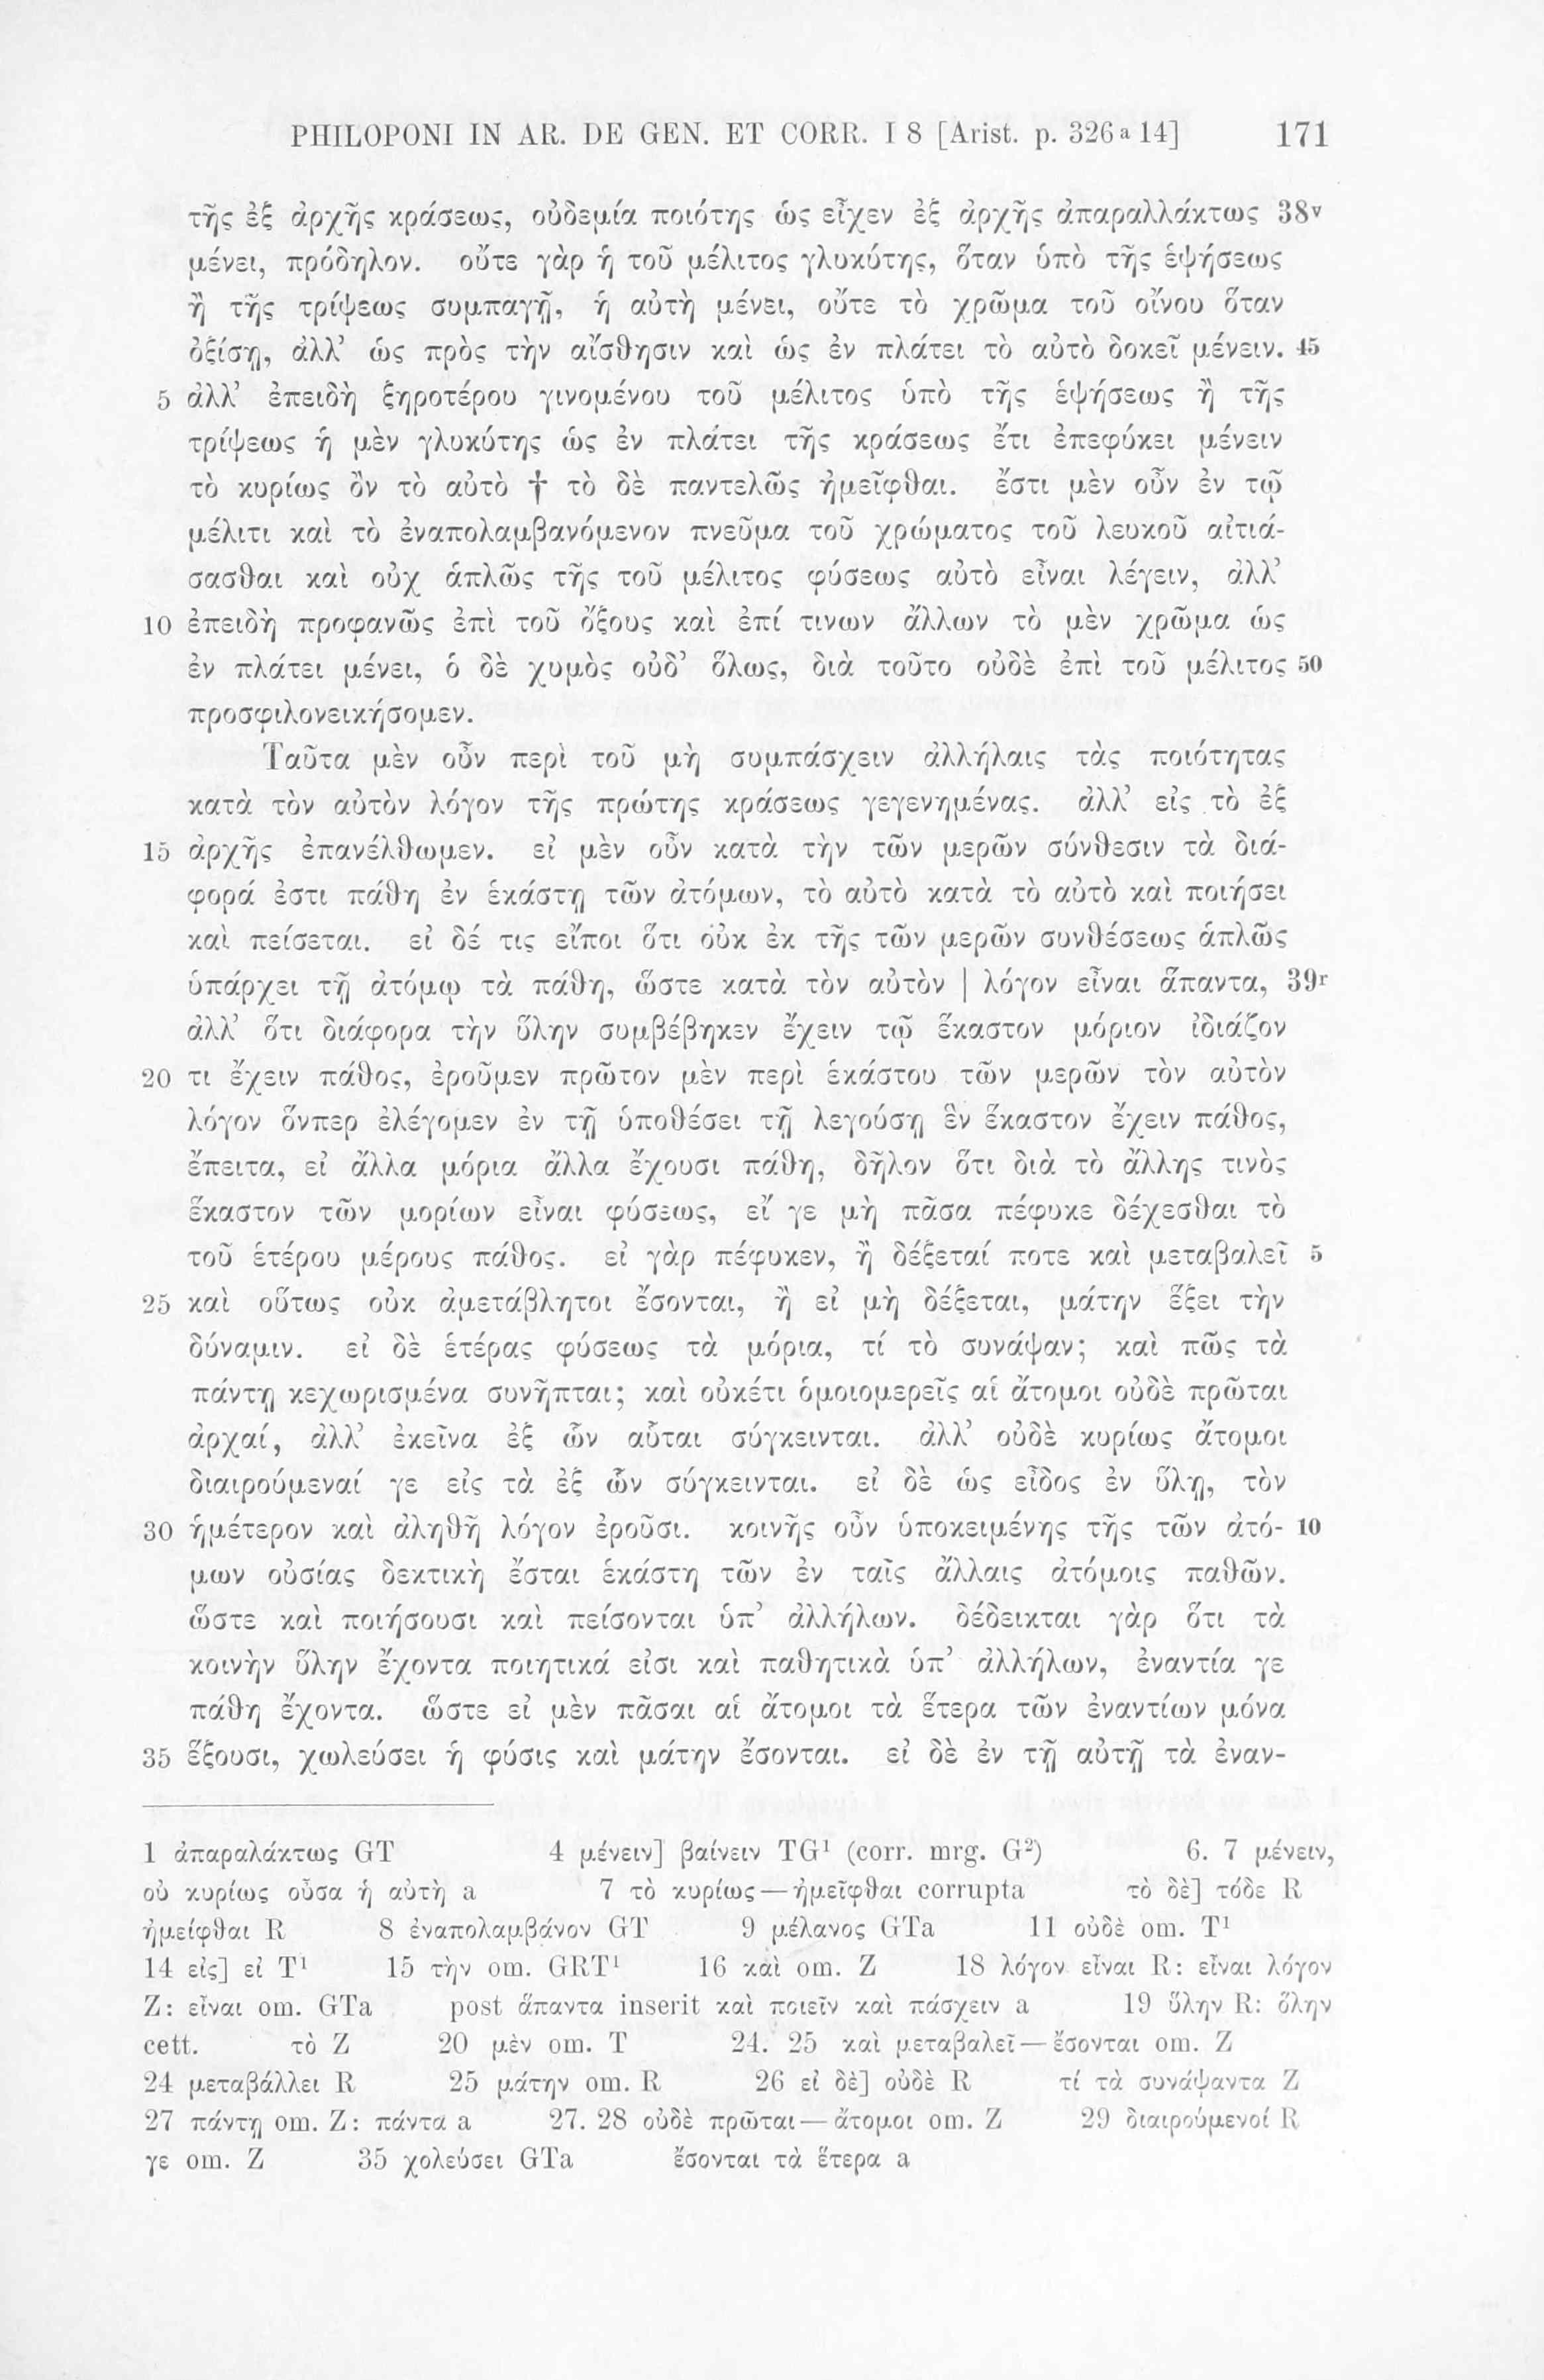 PHILOPONI IN AR. DE GEN. ET CORR. I 8 [Arist. p. 326 a 14] 171
τῆς ἐξ ἀρχῆς κράσεως, οὐδεμία ποιότης ὡς εἶχεν ἐξ ἀρχῆς ἀπαραλλάκτως 38v
μένει, πρόδηλον. οὔτε γὰρ ἡ τοῦ μέλιτος γλυκύτης, ὅταν ὑπὸ τῆς ἑψήσεως
ἢ τῆς τρίψεως συμπαγῇ, ἡ αὐτὴ μένει, οὔτε τὸ χρῶμα τοῦ οἴνου ὅταν
ὀξίσῃ, ἀλλ’ ὡς πρὸς τὴν αἴσθησιν καὶ ὡς ἐν πλάτει τὸ αὐτὸ δοκεῖ μένειν. 45
5 ἀλλ’ ἐπειδὴ ξηροτέρου γινομένου τοῦ μέλιτος ὑπὸ τῆς ἑψήσεως ἢ τῆς
τρίψεως ἡ μὲν γλυκύτης ὡς ἐν πλάτει τῆς κράσεως ἔτι ἐπεφύκει μένειν
τὸ κυρίως ὂν τὸ αὐτὸ † τὸ δὲ παντελῶς ἠμεῖφθαι. ἔστι μὲν οὖν ἐν τῷ
μέλιτι καὶ τὸ ἐναπολαμβανόμενον πνεῦμα τοῦ χρώματος τοῦ λευκοῦ αἰτιά-
σασθαι καὶ οὐχ ἁπλῶς τῆς τοῦ μέλιτος φύσεως αὐτὸ εἶναι λέγειν, ἀλλ’
10 ἐπειδὴ προφανῶς ἐπὶ τοῦ ὄξους καὶ ἐπί τινων ἄλλων τὸ μὲν χρῶμα ὡς
ἐν πλάτει μένει, ὁ δὲ χυμὸς οὐδ’ ὅλως, διὰ τοῦτο οὐδὲ ἐπὶ τοῦ μέλιτος 50
προσφιλονεικήσομεν.
Ταῦτα μὲν οὖν περὶ τοῦ μὴ συμπάσχειν ἀλλήλαις τὰς ποιότητας
κατὰ τὸν αὐτὸν λόγον τῆς πρώτης κράσεως γεγενημένας. ἀλλ’ εἰς τὸ ἐξ
15 ἀρχῆς ἐπανέλθωμεν. εἰ μὲν οὖν κατὰ τὴν τῶν μερῶν σύνθεσιν τὰ διά-
φορά ἐστι πάθη ἐν ἑκάστῃ τῶν ἀτόμων, τὸ αὐτὸ κατὰ τὸ αὐτὸ καὶ ποιήσει
καὶ πείσεται. εἰ δέ τις εἴποι ὅτι οὐκ ἐκ τῆς τῶν μερῶν συνθέσεως ἁπλῶς
ὑπάρχει τῇ ἀτόμῳ τὰ πάθη, ὥστε κατὰ τὸν αὐτὸν | λόγον εἶναι ἅπαντα, 39r
ἀλλ’ ὅτι διάφορα τὴν ὕλην συμβέβηκεν ἔχειν τῷ ἕκαστον μόριον ἰδιάζον
20 τι ἔχειν πάθος, ἐροῦμεν πρῶτον μὲν περὶ ἑκάστου τῶν μερῶν τὸν αὐτὸν
λόγον ὅνπερ ἐλέγομεν ἐν τῇ ὑποθέσει τῇ λεγούσῃ ἓν ἕκαστον ἔχειν πάθος,
ἔπειτα, εἰ ἄλλα μόρια ἄλλα ἔχουσι πάθη, δῆλον ὅτι διὰ τὸ ἄλλης τινὸς
ἕκαστον τῶν μορίων εἶναι φύσεως, εἴ γε μὴ πᾶσα πέφυκε δέχεσθαι τὸ
τοῦ ἑτέρου μέρους πάθος. εἰ γὰρ πέφυκεν, ἢ δέξεταί ποτε καὶ μεταβαλεῖ 5
25 καὶ οὕτως οὐκ ἀμετάβλητοι ἔσονται, ἢ εἰ μὴ δέξεται, μάτην ἕξει τὴν
δύναμιν. εἰ δὲ ἑτέρας φύσεως τὰ μόρια, τί τὸ συνάψαν; καὶ πῶς τὰ
πάντῃ κεχωρισμένα συνῆπται; καὶ οὐκέτι ὁμοιομερεῖς αἱ ἄτομοι οὐδὲ πρῶται
ἀρχαί, ἀλλ’ ἐκεῖνα ἐξ ὧν αὗται σύγκεινται. ἀλλ’ οὐδὲ κυρίως ἄτομοι
διαιρούμεναί γε εἰς τὰ ἐξ ὧν σύγκεινται. εἰ δὲ ὡς εἶδος ἐν ὕλῃ, τὸν
30 ἡμέτερον καὶ ἀληθῆ λόγον ἐροῦσι. κοινῆς οὖν ὑποκειμένης τῆς τῶν ἀτό- 10
μων οὐσίας δεκτικὴ ἔσται ἑκάστη τῶν ἐν ταῖς ἄλλαις ἀτόμοις παθῶν.
ὥστε καὶ ποιήσουσι καὶ πείσονται ὑπ’ ἀλλήλων. δέδεικται γὰρ ὅτι τὰ
κοινὴν ὕλην ἔχοντα ποιητικά εἰσι καὶ παθητικὰ ὑπ’ ἀλλήλων, ἐναντία γε
πάθη ἔχοντα. ὥστε εἰ μὲν πᾶσαι αἱ ἄτομοι τὰ ἕτερα τῶν ἐναντίων μόνα
35 ἕξουσι, χωλεύσει ἡ φύσις καὶ μάτην ἔσονται. εἰ δὲ ἐν τῇ αὐτῇ τὰ ἐναν-
1 ἀπαραλάκτως GT 4 μένειν] βαίνειν TG¹ (corr. mrg. G²) 6. 7 μένειν,
οὐ κυρίως οὖσα ἡ αὐτὴ a 7 τὸ κυρίως—ἠμεῖφθαι corrupta τὸ δὲ] τόδε R
ἠμείφθαι R 8 ἐναπολαμβάνον GT 9 μέλανος GTa 11 οὐδὲ om. T¹
14 εἰς] εἰ T¹ 15 τὴν om. GRT¹ 16 καὶ om. Z 18 λόγον εἶναι R: εἶναι λόγον
Z: εἶναι om. GTa post ἅπαντα inserit καὶ ποιεῖν καὶ πάσχειν a 19 ὕλην R: ὅλην
cett. τὸ Z 20 μὲν om. T 24. 25 καὶ μεταβαλεῖ—ἔσονται om. Z
24 μεταβάλλει R 25 μάτην om. R 26 εἰ δὲ] οὐδὲ R τί τὰ συνάψαντα Z
27 πάντῃ om. Z: πάντα a 27. 28 οὐδὲ πρῶται—ἄτομοι om. Z 29 διαιρούμενοί R
γε om. Z 35 χολεύσει GTa ἔσονται τὰ ἕτερα a